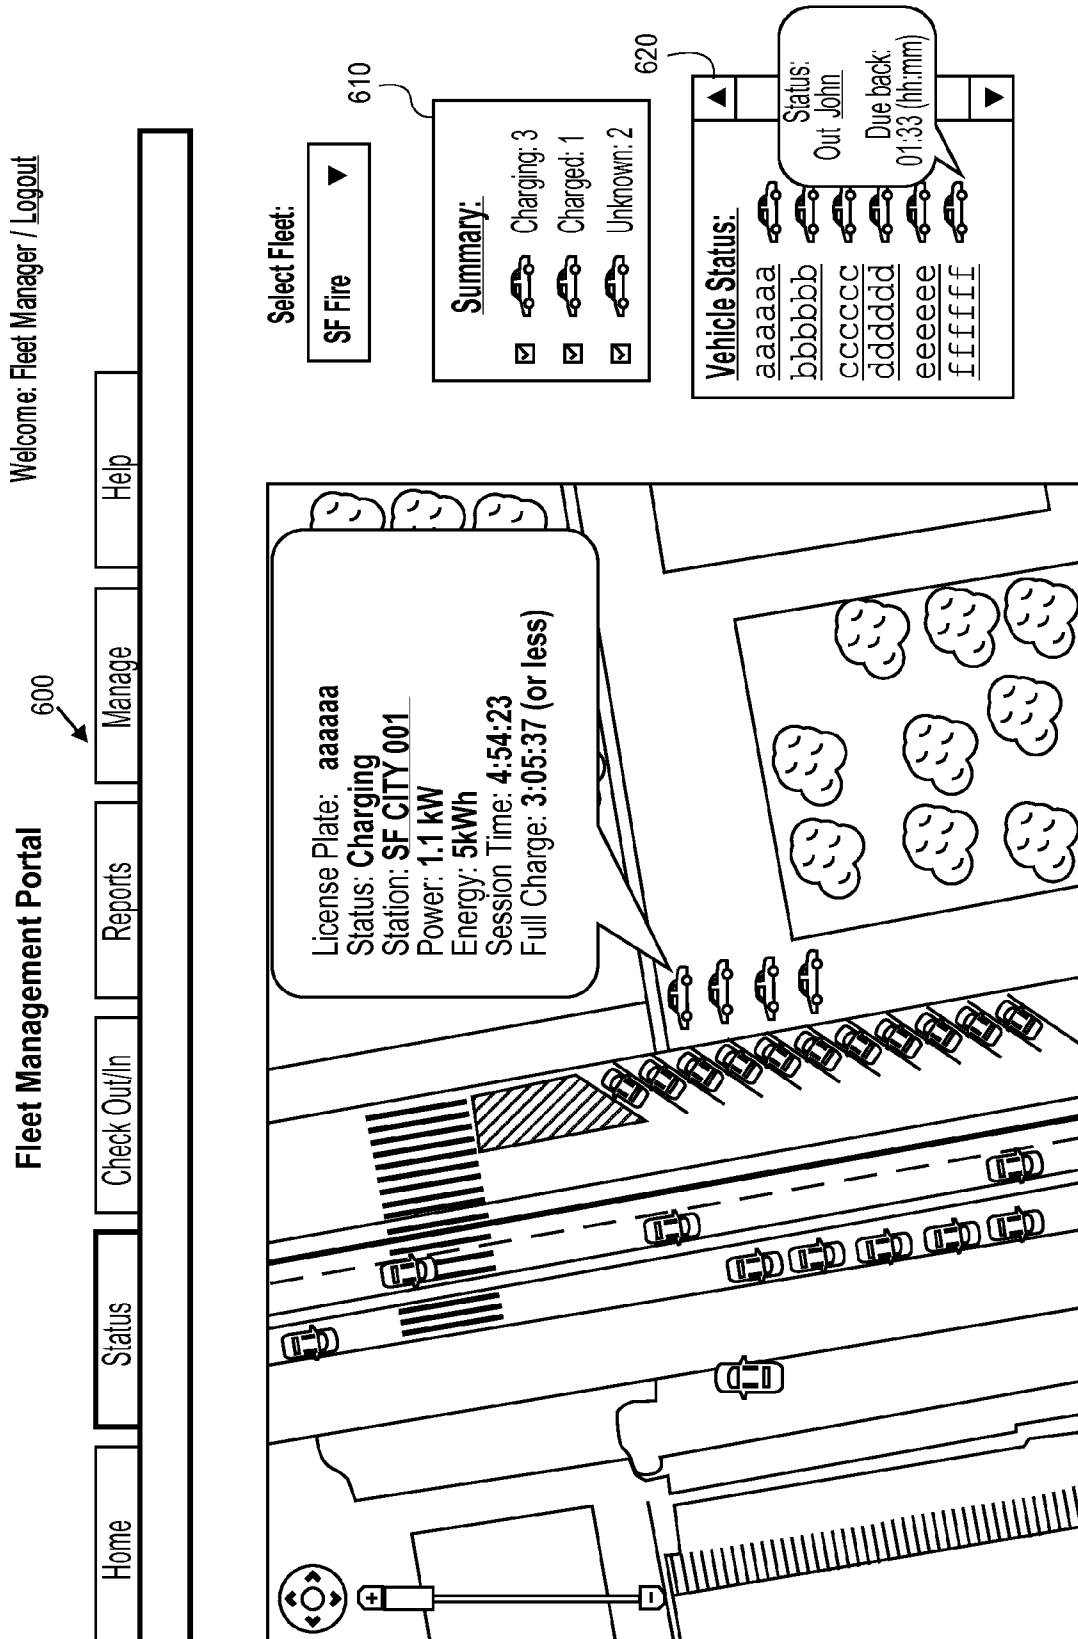 Fleet Management Portal
Welcome: Fleet Manager / Logout
600
Home
Status
Check Out/In
Reports
Manage
Help
+
−
License Plate: aaaaaa
Status: Charging
Station: SF CITY 001
Power: 1.1 kW
Energy: 5kWh
Session Time: 4:54:23
Full Charge: 3:05:37 (or less)
Select Fleet:
SF Fire ▼
610
Summary:
Charging: 3
Charged: 1
Unknown: 2
620
Vehicle Status:
aaaaaa
bbbbbb
cccccc
dddddd
eeeeee
ffffff
Status:
Out John
Due back:
01:33 (hh:mm)